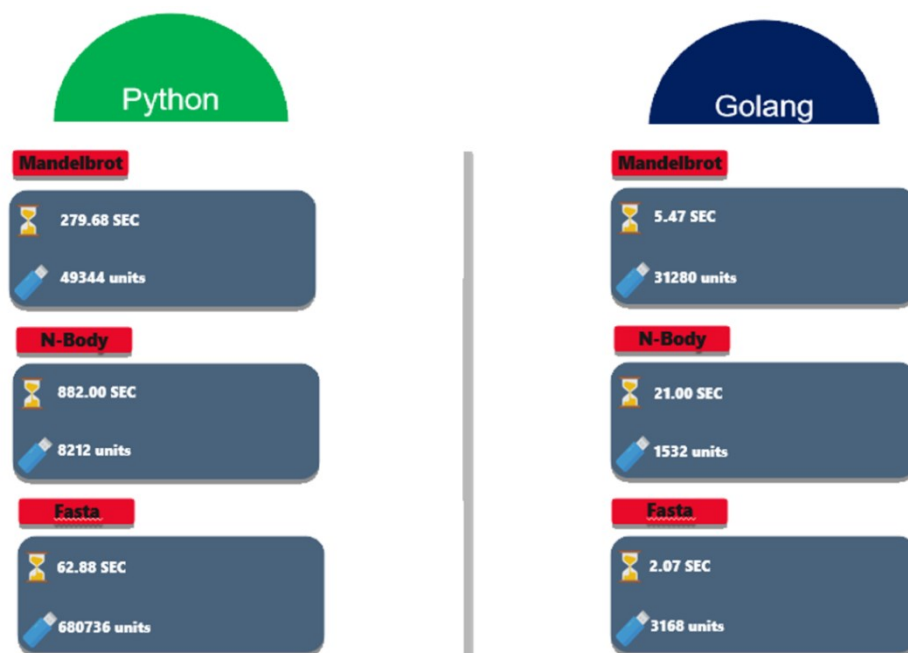 Python
Mandelbrot
279.68 SEC
49344 units
N-Body
882.00 SEC
8212 units
Fasta
62.88 SEC
680736 units
Golang
Mandelbrot
5.47 SEC
31280 units
N-Body
21.00 SEC
1532 units
Fasta
2.07 SEC
3168 units